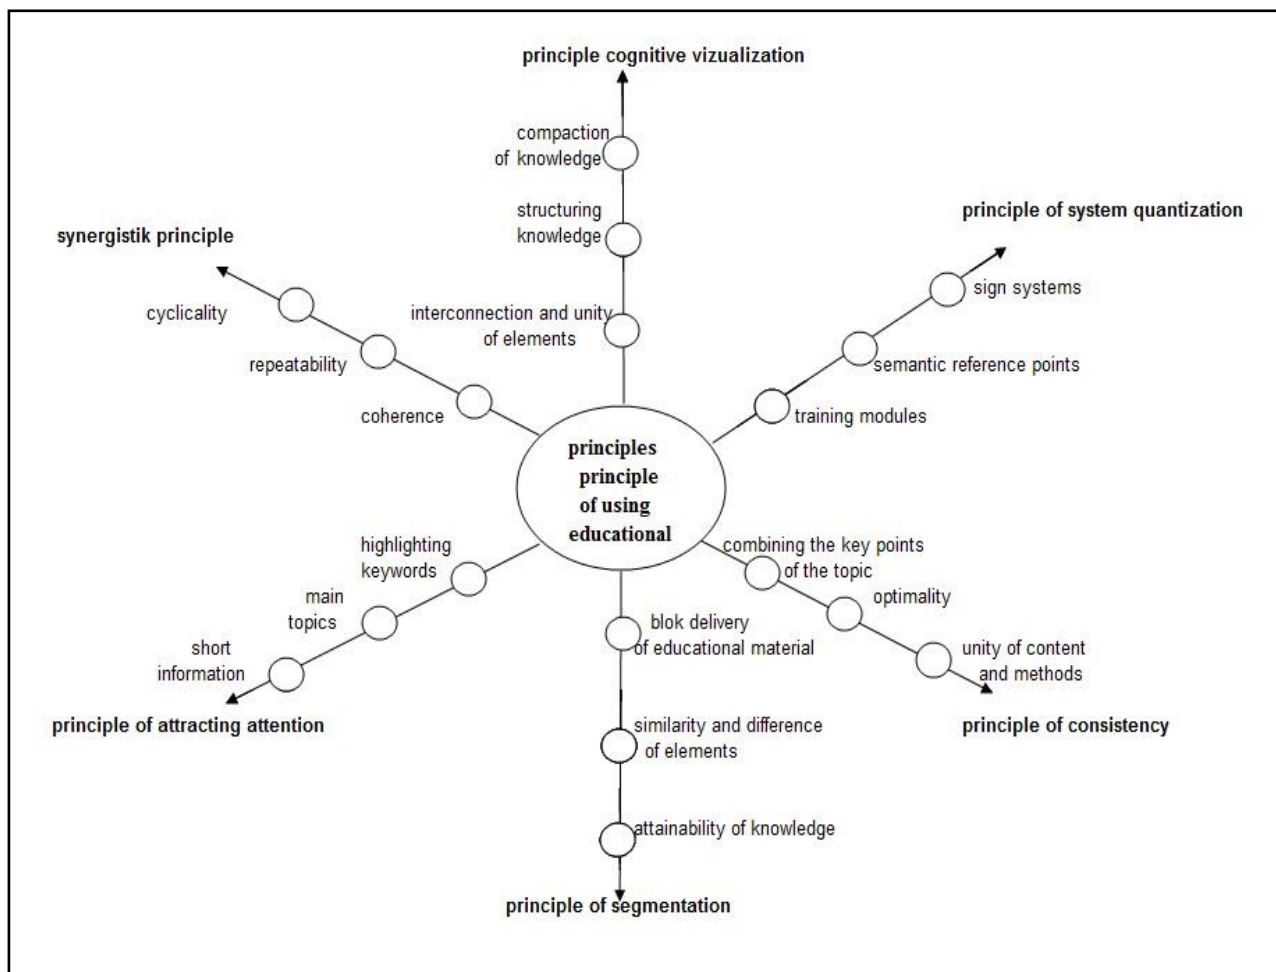 principle cognitive vizualization
compaction
of knowledge
structuring
knowledge
interconnection and unity
of elements
principle of system quantization
sign systems
semantic reference points
training modules
synergistik principle
cyclicality
repeatability
coherence
principles
principle
of using
educational
highlighting
keywords
main
topics
short
information
principle of attracting attention
combining the key points
of the topic
optimality
unity of content
and methods
principle of consistency
blok delivery
of educational material
similarity and difference
of elements
attainability of knowledge
principle of segmentation